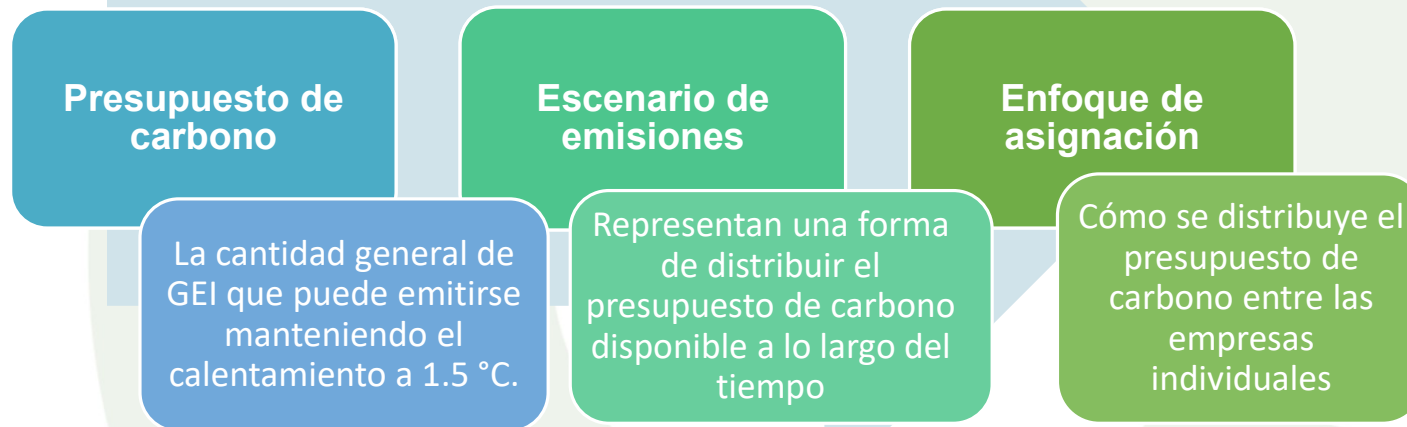 Presupuesto de
carbono
La cantidad general de
GEI que puede emitirse
manteniendo el
calentamiento a 1.5 °C.
Escenario de
emisiones
Representan una forma
de distribuir el
presupuesto de carbono
disponible a lo largo del
tiempo
Enfoque de
asignación
Cómo se distribuye el
presupuesto de
carbono entre las
empresas
individuales